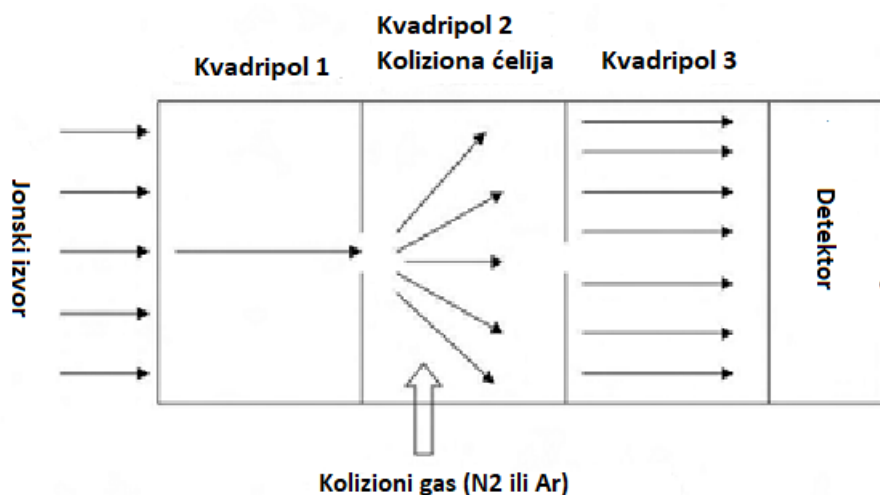 Kvadripol 1
Kvadripol 2
Koliziona ćelija
Kvadripol 3
Jonski izvor
Detektor
Kolizioni gas (N2 ili Ar)